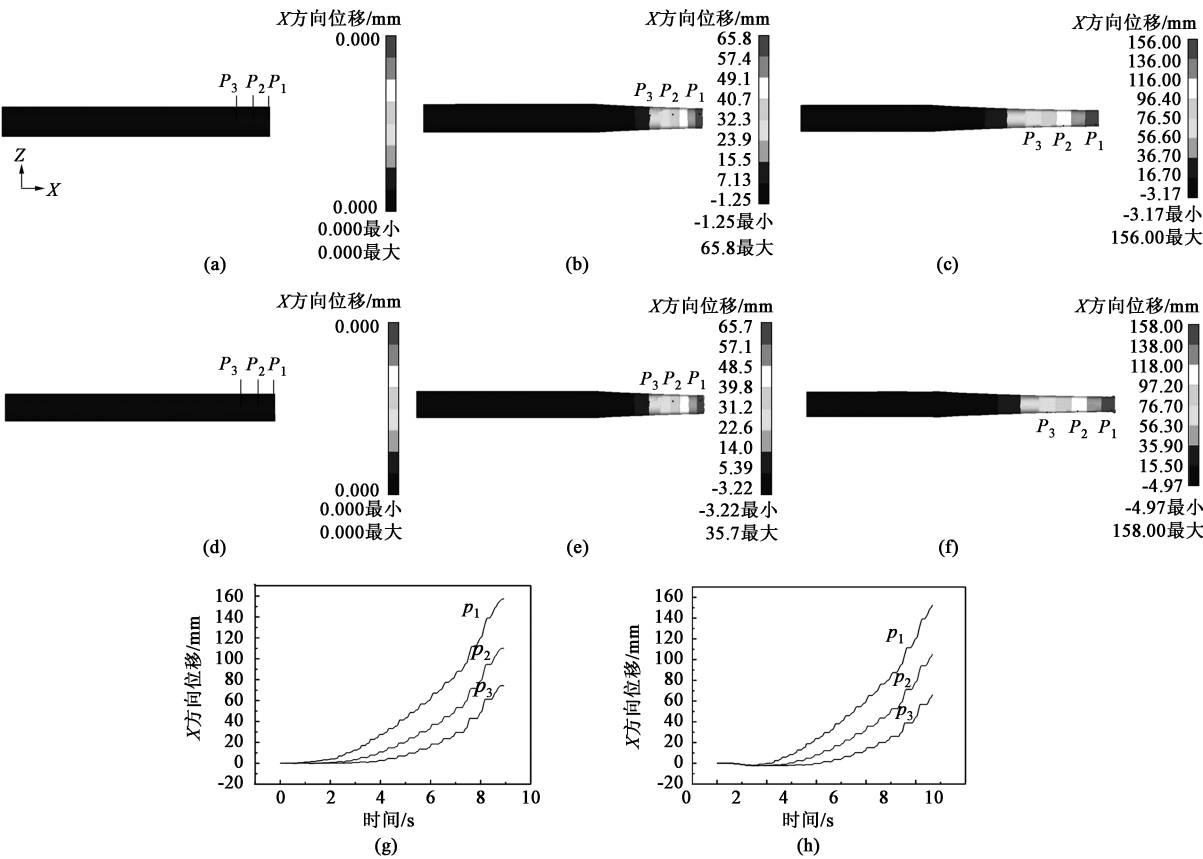 X方向位移/mm
0.000
P3 P2 P1
Z
X
0.000
0.000最小
0.000最大
(a)
X方向位移/mm
65.8
57.4
49.1
40.7
32.3
23.9
15.5
7.13
-1.25
P3 P2 P1
-1.25最小
65.8最大
(b)
X方向位移/mm
156.00
136.00
116.00
96.40
76.50
56.60
36.70
16.70
-3.17
P3 P2 P1
-3.17最小
156.00最大
(c)
X方向位移/mm
0.000
P3 P2 P1
0.000
0.000最小
0.000最大
(d)
X方向位移/mm
65.7
57.1
48.5
39.8
31.2
22.6
14.0
5.39
-3.22
P3 P2 P1
-3.22最小
35.7最大
(e)
X方向位移/mm
158.00
138.00
118.00
97.20
76.70
56.30
35.90
15.50
-4.97
P3 P2 P1
-4.97最小
158.00最大
(f)
X方向位移/mm
160
140
120
100
80
60
40
20
0
-20
p1
p2
p3
0 2 4 6 8 10
时间/s
(g)
X方向位移/mm
160
140
120
100
80
60
40
20
0
-20
p1
p2
p3
0 2 4 6 8 10
时间/s
(h)